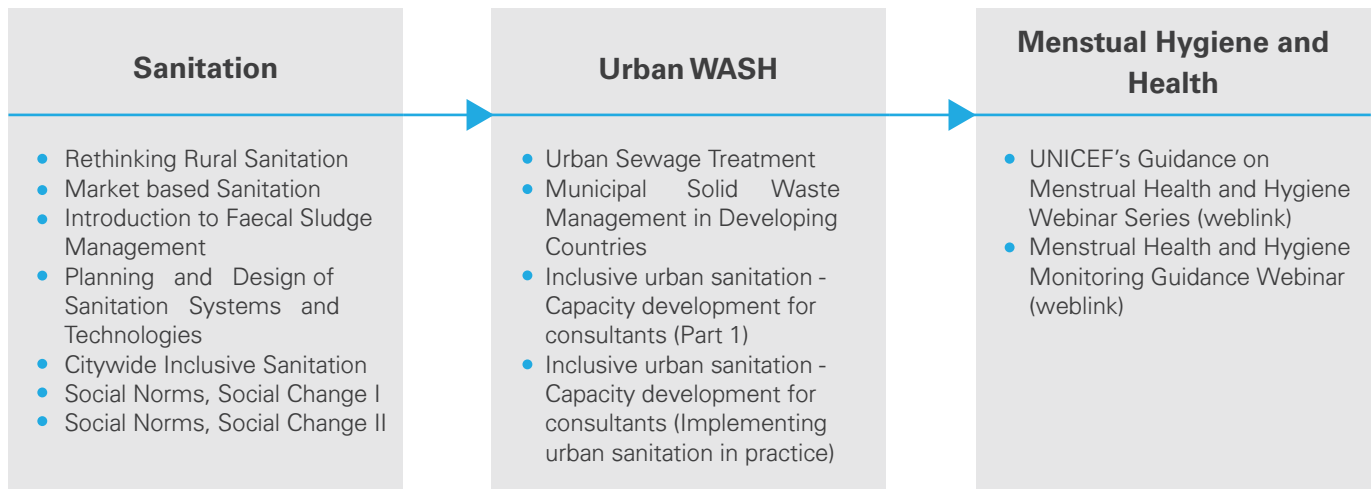 Sanitation
Rethinking Rural Sanitation
Market based Sanitation
Introduction to Faecal Sludge
Management
Planning and Design of
Sanitation Systems and
Technologies
Citywide Inclusive Sanitation
Social Norms, Social Change I
Social Norms, Social Change II
Urban WASH
Urban Sewage Treatment
Municipal Solid Waste
Management in Developing
Countries
Inclusive urban sanitation -
Capacity development for
consultants (Part 1)
Inclusive urban sanitation -
Capacity development for
consultants (Implementing
urban sanitation in practice)
Menstual Hygiene and
Health
UNICEF's Guidance on
Menstrual Health and Hygiene
Webinar Series (weblink)
Menstrual Health and Hygiene
Monitoring Guidance Webinar
(weblink)